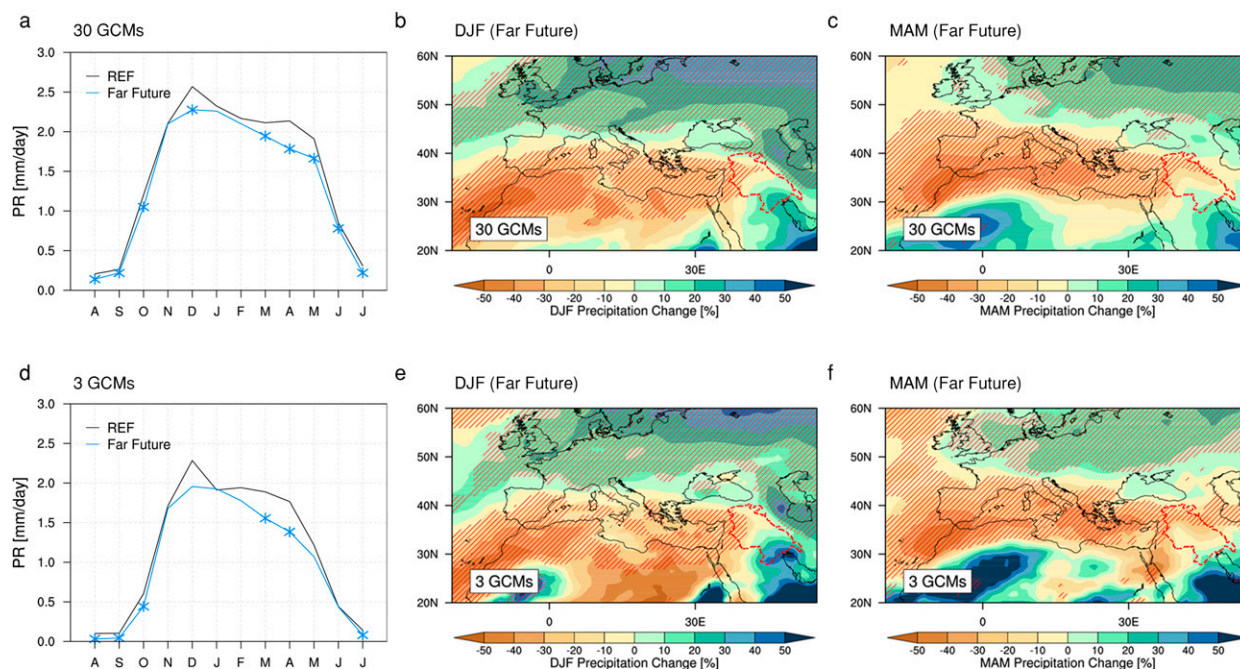 a 30 GCMs
PR [mm/day]
3.0
2.5
2.0
1.5
1.0
0.5
0.0
REF
Far Future
A S O N D J F M A M J J
b DJF (Far Future)
60N
50N
40N
30N
20N
30 GCMs
0 30E
-50 -40 -30 -20 -10 0 10 20 30 40 50
DJF Precipitation Change [%]
c MAM (Far Future)
60N
50N
40N
30N
20N
30 GCMs
0 30E
-50 -40 -30 -20 -10 0 10 20 30 40 50
MAM Precipitation Change [%]
d 3 GCMs
PR [mm/day]
3.0
2.5
2.0
1.5
1.0
0.5
0.0
REF
Far Future
A S O N D J F M A M J J
e DJF (Far Future)
60N
50N
40N
30N
20N
3 GCMs
0 30E
-50 -40 -30 -20 -10 0 10 20 30 40 50
DJF Precipitation Change [%]
f MAM (Far Future)
60N
50N
40N
30N
20N
3 GCMs
0 30E
-50 -40 -30 -20 -10 0 10 20 30 40 50
MAM Precipitation Change [%]